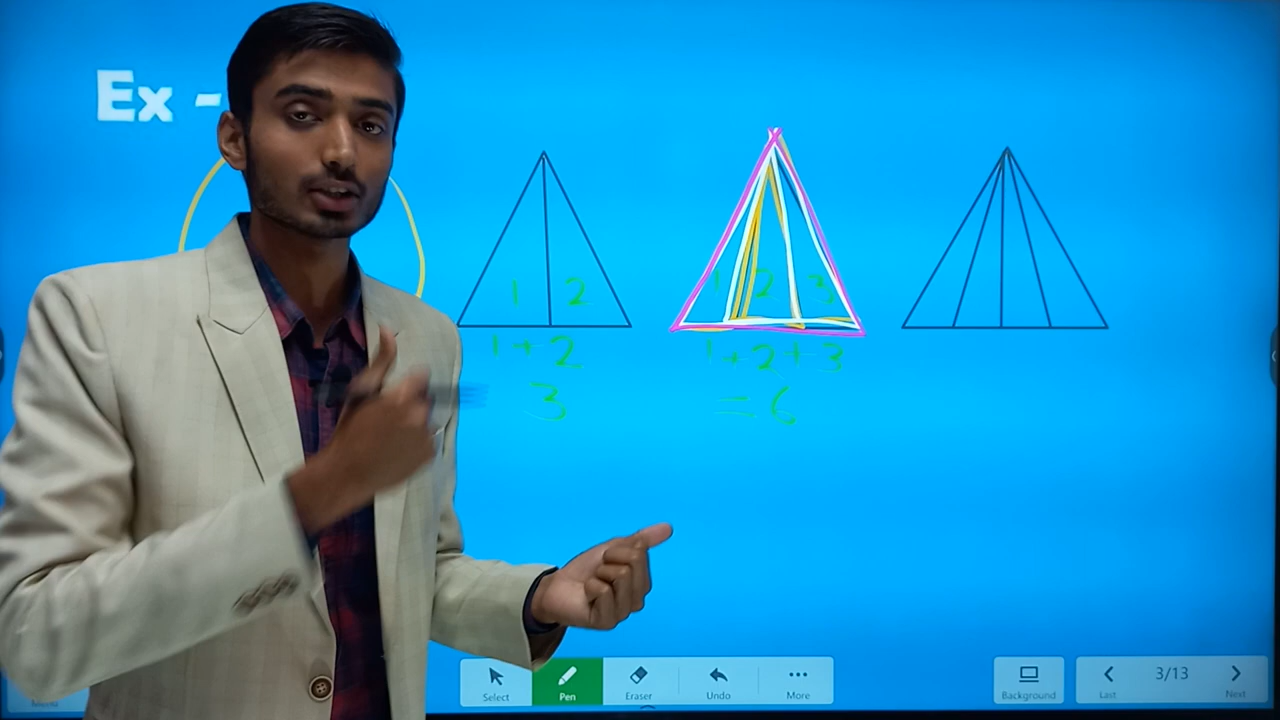 Ex -
1 2
1 2 3
1 + 2
1 + 2 + 3
3
= 6
Select
Pen
Eraser
Undo
More
Background
Last
3/13
Next